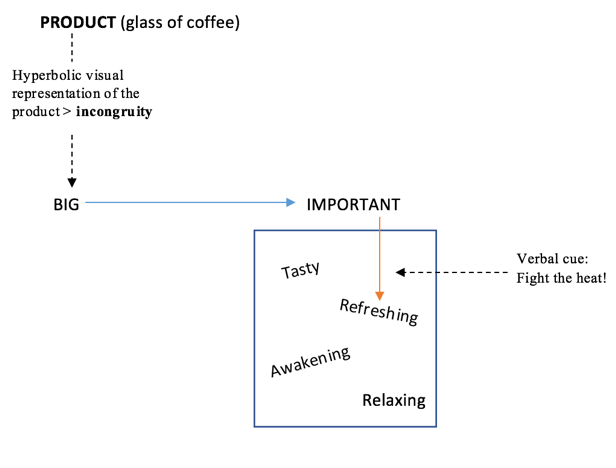 PRODUCT (glass of coffee)
Hyperbolic visual
representation of the
product > incongruity
BIG
IMPORTANT
Verbal cue:
Fight the heat!
Tasty
Refreshing
Awakening
Relaxing